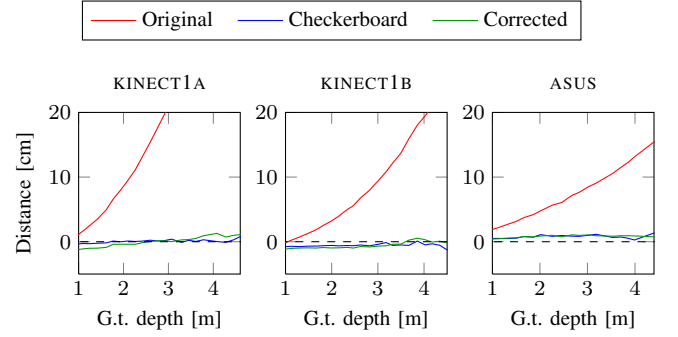 Original Checkerboard Corrected
KINECT1A KINECT1B ASUS
20 20 20
10 10 10
0 0 0
Distance [cm]
1 2 3 4 1 2 3 4 1 2 3 4
G.t. depth [m] G.t. depth [m] G.t. depth [m]